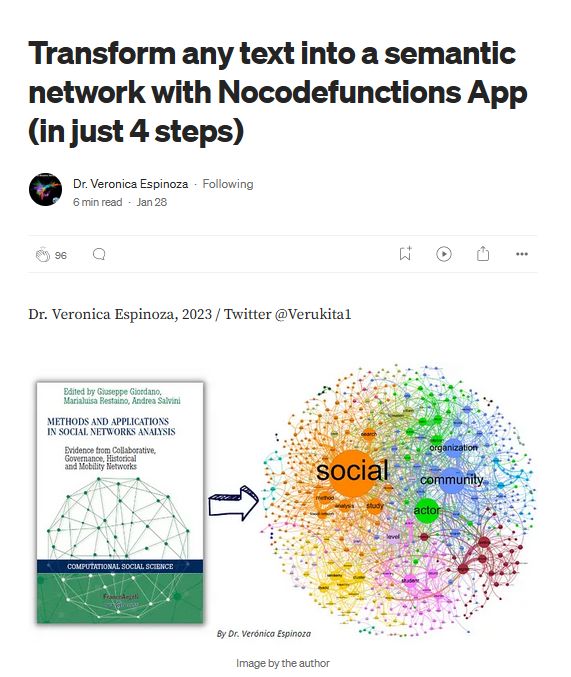 Transform any text into a semantic
network with Nocodefunctions App
(in just 4 steps)
Dr. Veronica Espinoza · Following
6 min read · Jan 28
96
Dr. Veronica Espinoza, 2023 / Twitter @Verukita1
Edited by Giuseppe Giordano,
Marialuisa Restaino, Andrea Salvini
METHODS AND APPLICATIONS
IN SOCIAL NETWORKS ANALYSIS
Evidence from Collaborative,
Governance, Historical
and Mobility Networks
COMPUTATIONAL SOCIAL SCIENCE
FrancoAngeli
search
organization
social
community
method
analysis
study
actor
level
student
cluster
By Dr. Verónica Espinoza
Image by the author